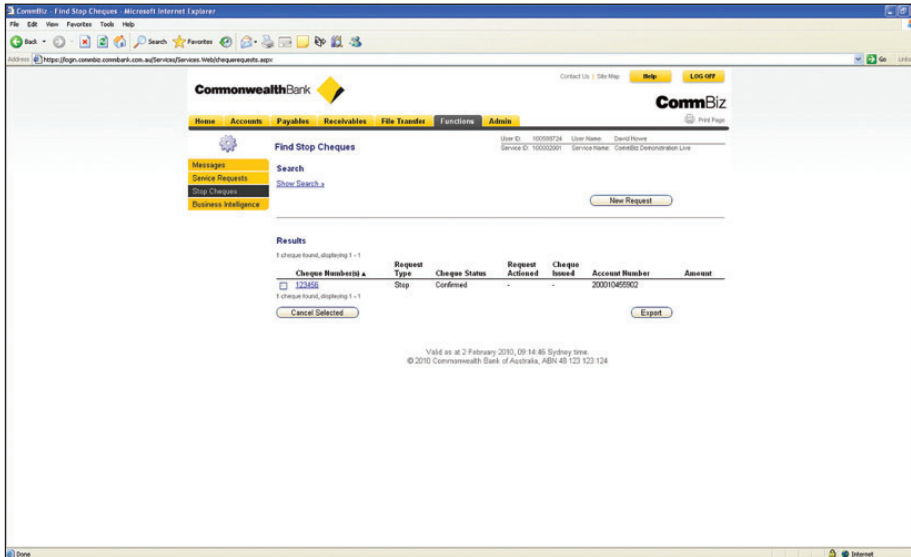 CommBiz - Find Stop Cheques - Microsoft Internet Explorer
File Edit View Favorites Tools Help
Back Search Favorites
Address https://login.commbiz.commbank.com.au/Services/Services.Web/chequerequests.aspx Go Links
Contact Us | Site Map Help LOG OFF
CommonwealthBank
CommBiz
Home Accounts Payables Receivables File Transfer Functions Admin Print Page
User ID: 100588724 User Name: David Howe
Find Stop Cheques Service ID: 100002001 Service Name: CommBiz Demonstration Live
Messages
Search
Service Requests
Show Search »
Stop Cheques
Business Intelligence
New Request
Results
1 cheque found, displaying 1 - 1
Cheque Number(s) ▲ Request Type Cheque Status Request Actioned Cheque Issued Account Number Amount
123456 Stop Confirmed - - 200010455902
1 cheque found, displaying 1 - 1
Cancel Selected Export
Valid as at 2 February 2010, 09:14:46 Sydney time.
© 2010 Commonwealth Bank of Australia, ABN 48 123 123 124
Done Internet